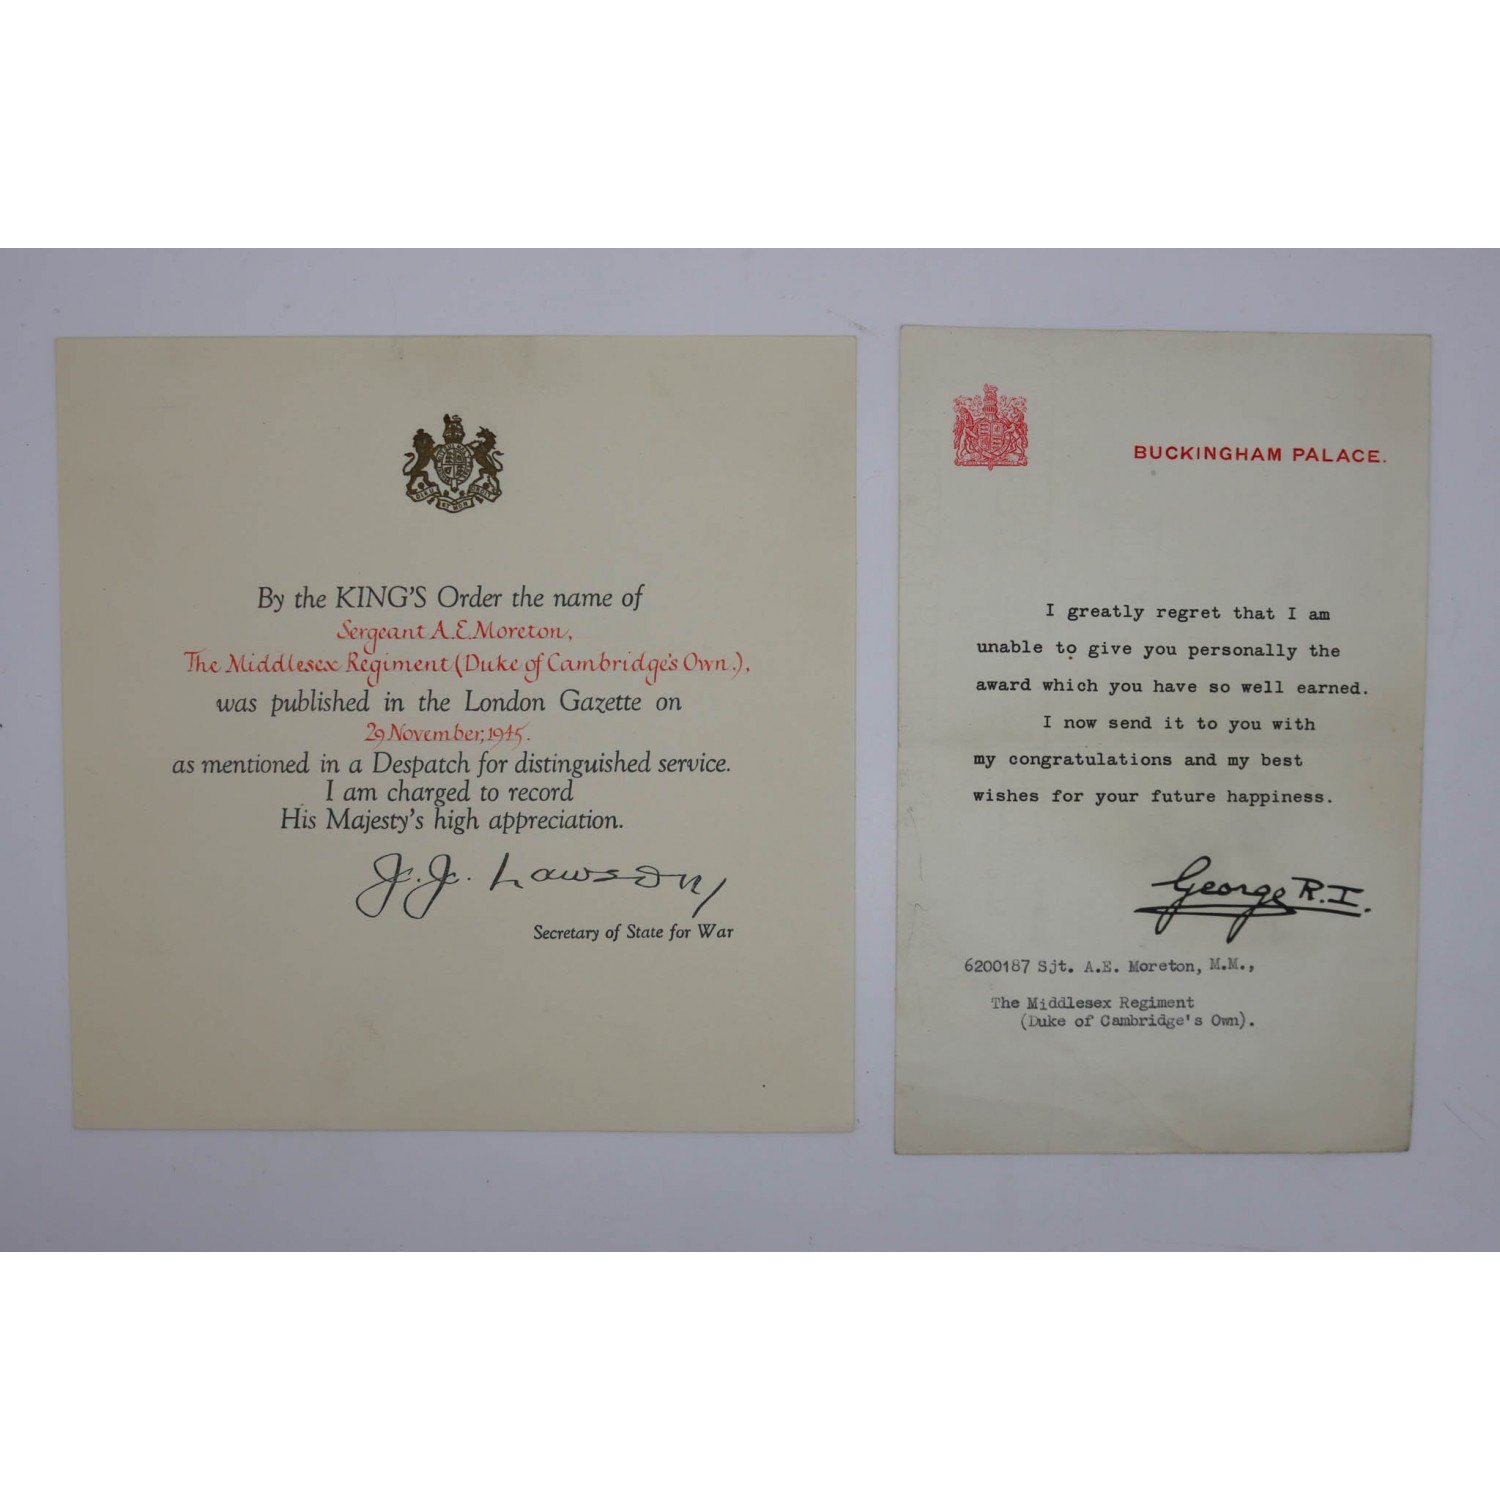 By the KING'S Order the name of
Sergeant A.E. Moreton,
The Middlesex Regiment (Duke of Cambridge's Own.),
was published in the London Gazette on
29 November, 1945.
as mentioned in a Despatch for distinguished service.
I am charged to record
His Majesty's high appreciation.
J.J. Lawson
Secretary of State for War
BUCKINGHAM PALACE.
I greatly regret that I am
unable to give you personally the
award which you have so well earned.
I now send it to you with
my congratulations and my best
wishes for your future happiness.
George R.I.
6200187 Sjt. A.E. Moreton, M.M.,
The Middlesex Regiment
(Duke of Cambridge's Own).